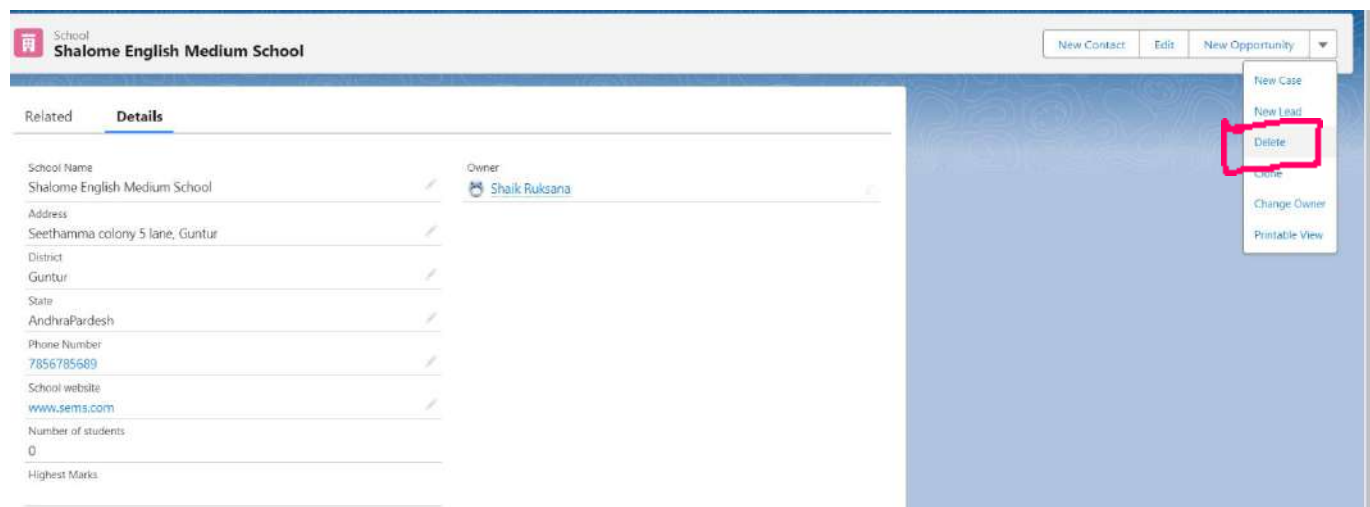 School
Shalome English Medium School
New Contact
Edit
New Opportunity
New Case
New Lead
Delete
Clone
Change Owner
Printable View
Related
Details
School Name
Shalome English Medium School
Address
Seethamma colony 5 lane, Guntur
District
Guntur
State
AndhraPardesh
Phone Number
7856785689
School website
www.sems.com
Number of students
0
Highest Marks
Owner
Shaik Ruksana